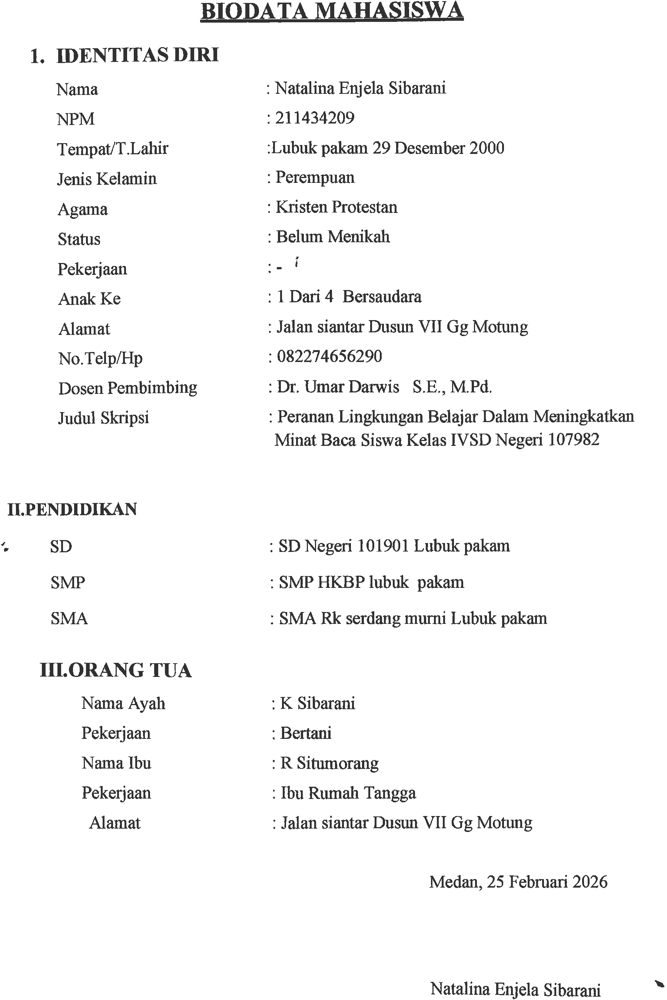 BIODATA MAHASISWA
1. IDENTITAS DIRI
Nama : Natalina Enjela Sibarani
NPM : 211434209
Tempat/T.Lahir :Lubuk pakam 29 Desember 2000
Jenis Kelamin : Perempuan
Agama : Kristen Protestan
Status : Belum Menikah
Pekerjaan : -
Anak Ke : 1 Dari 4 Bersaudara
Alamat : Jalan siantar Dusun VII Gg Motung
No.Telp/Hp : 082274656290
Dosen Pembimbing : Dr. Umar Darwis S.E., M.Pd.
Judul Skripsi : Peranan Lingkungan Belajar Dalam Meningkatkan
Minat Baca Siswa Kelas IVSD Negeri 107982
II.PENDIDIKAN
SD : SD Negeri 101901 Lubuk pakam
SMP : SMP HKBP lubuk pakam
SMA : SMA Rk serdang murni Lubuk pakam
III.ORANG TUA
Nama Ayah : K Sibarani
Pekerjaan : Bertani
Nama Ibu : R Situmorang
Pekerjaan : Ibu Rumah Tangga
Alamat : Jalan siantar Dusun VII Gg Motung
Medan, 25 Februari 2026
Natalina Enjela Sibarani